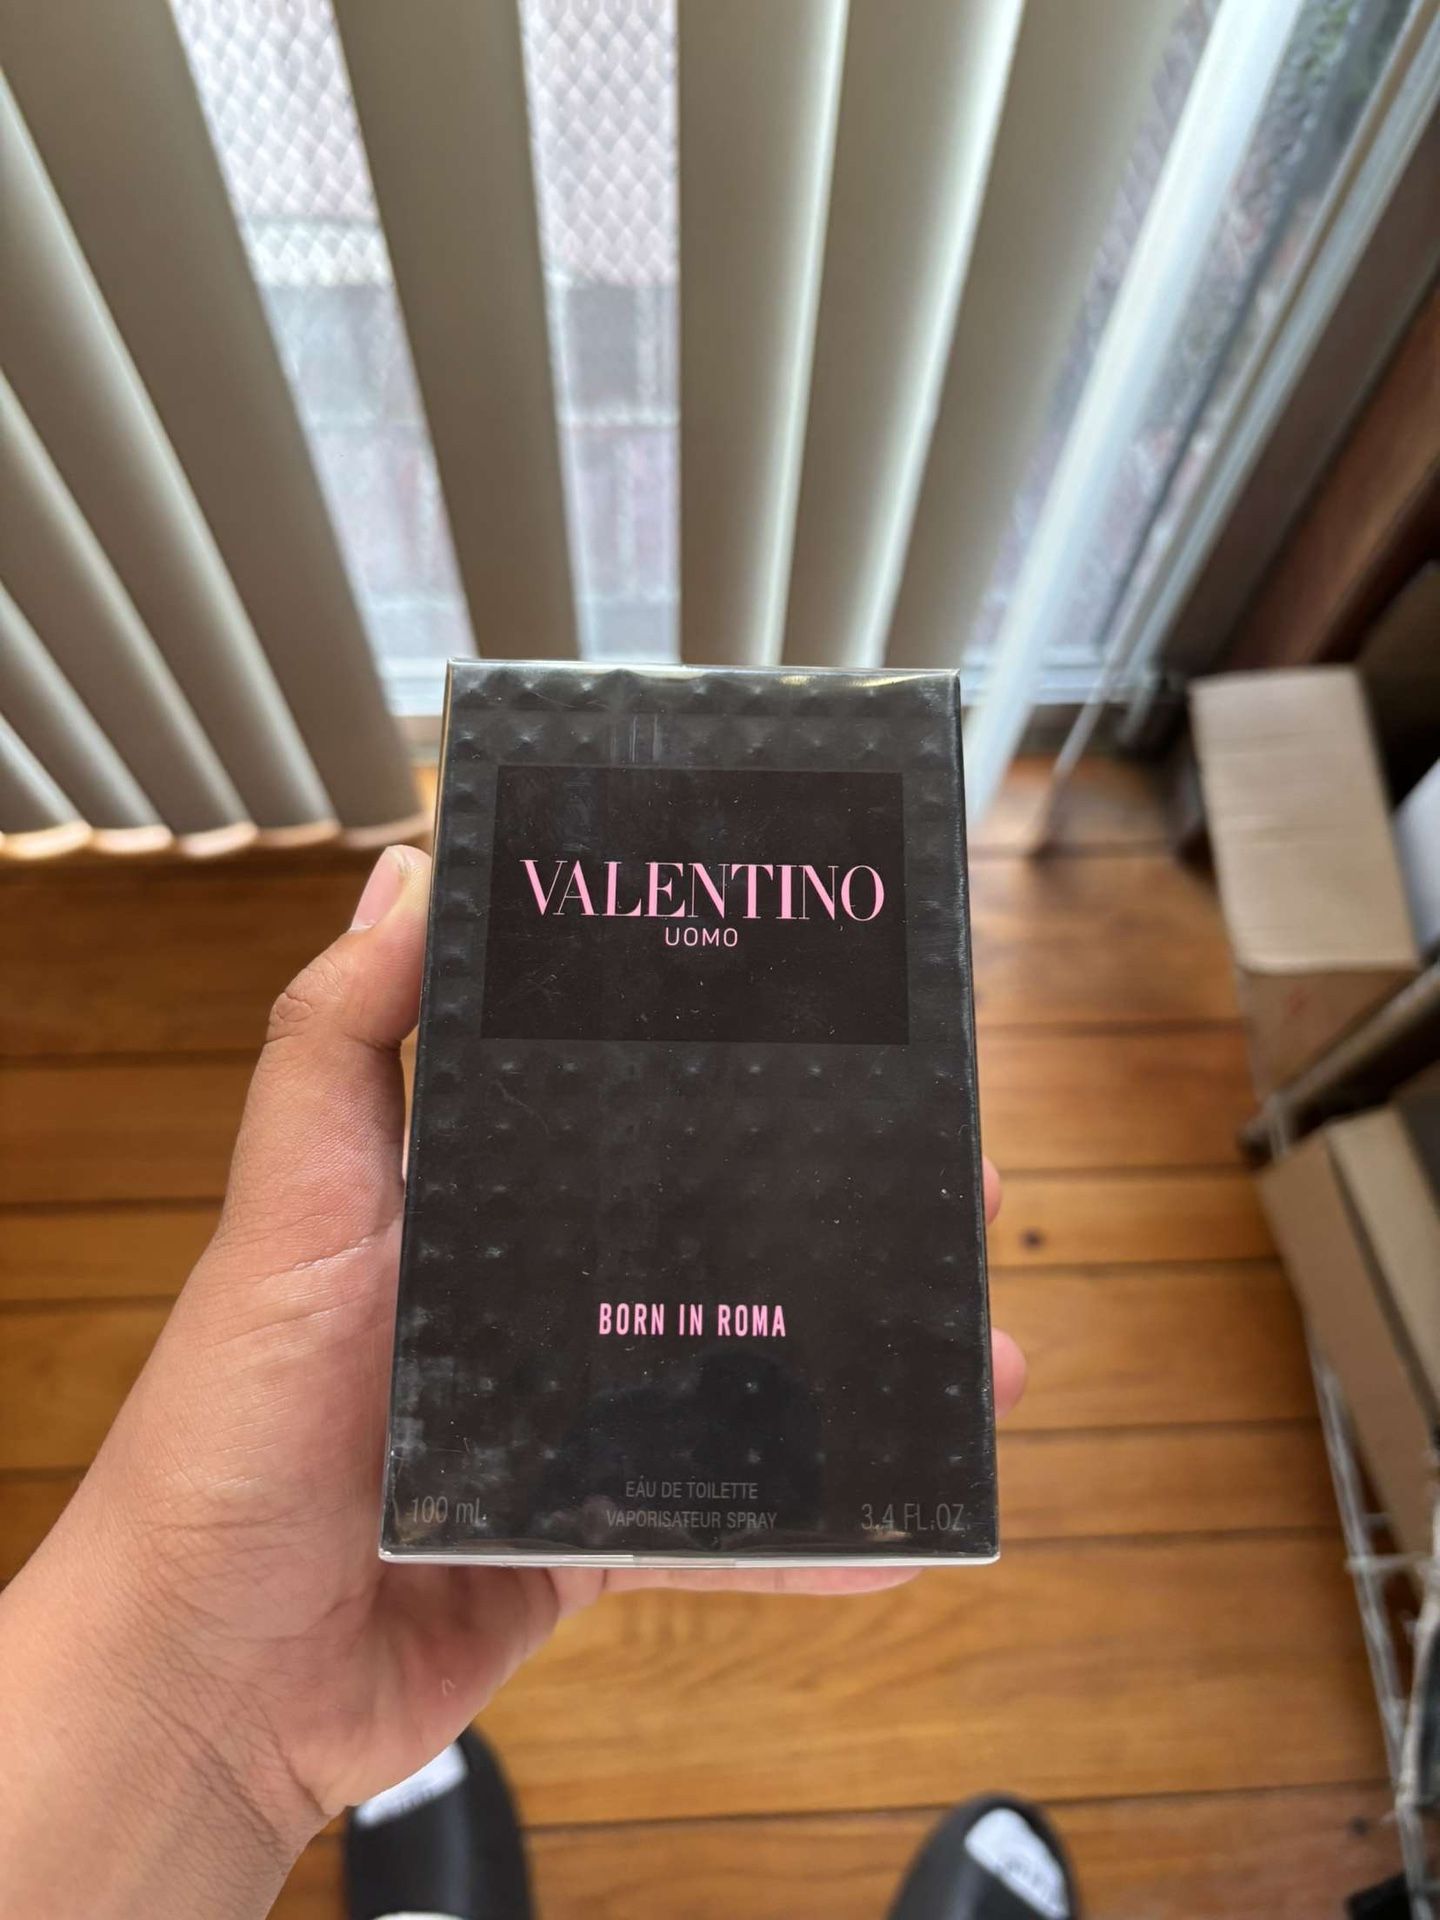 VALENTINO
UOMO
BORN IN ROMA
EAU DE TOILETTE
100 ml. VAPORISATEUR SPRAY 3.4 FL.OZ.